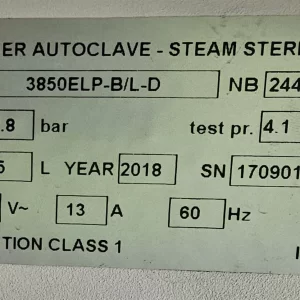 ER AUTOCLAVE - STEAM STER
3850ELP-B/L-D NB 244
.8 bar test pr. 4.1
L YEAR 2018 SN 170901
V~ 13 A 60 Hz
TION CLASS 1